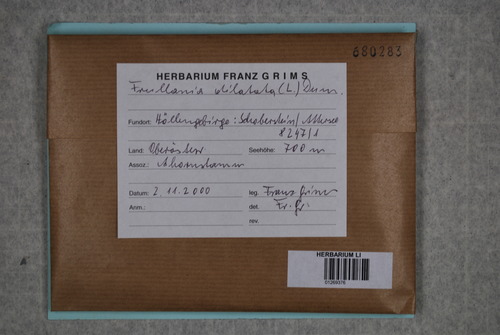 680283
HERBARIUM FRANZ GRIMS
Frullania dilatata (L.) Dum.
Fundort: Höllengebirge: Schoberstein/Attersee
8247/1
Land: Oberösterr Seehöhe: 700 m
Assoz.: Ahornstamm
Datum: 2.11.2000 leg. Franz Grims
Anm.: det. Fr. Gr.
rev.
HERBARIUM LI